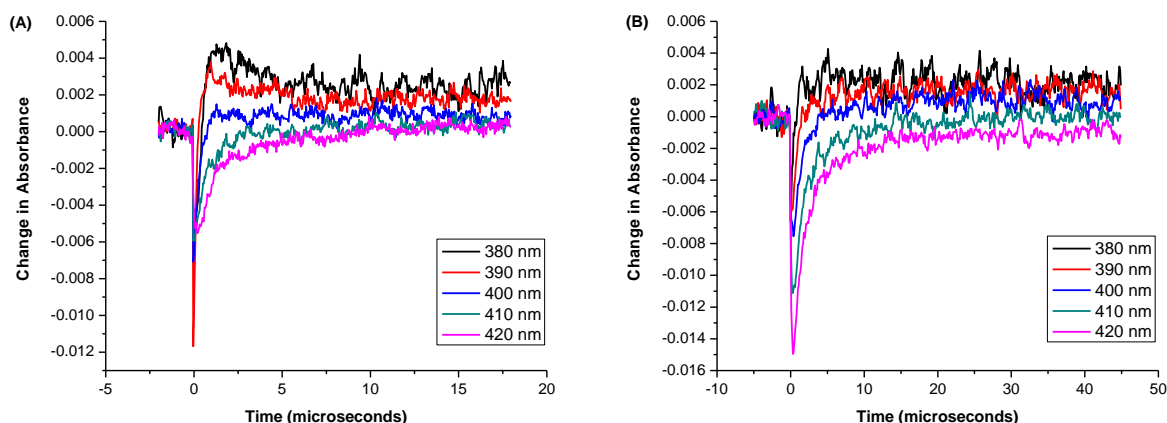 (A)
0.006
0.004
0.002
0.000
-0.002
-0.004
-0.006
-0.008
-0.010
-0.012
Change in Absorbance
-5 0 5 10 15 20
Time (microseconds)
380 nm
390 nm
400 nm
410 nm
420 nm
(B)
0.006
0.004
0.002
0.000
-0.002
-0.004
-0.006
-0.008
-0.010
-0.012
-0.014
-0.016
Change in Absorbance
-10 0 10 20 30 40 50
Time (microseconds)
380 nm
390 nm
400 nm
410 nm
420 nm